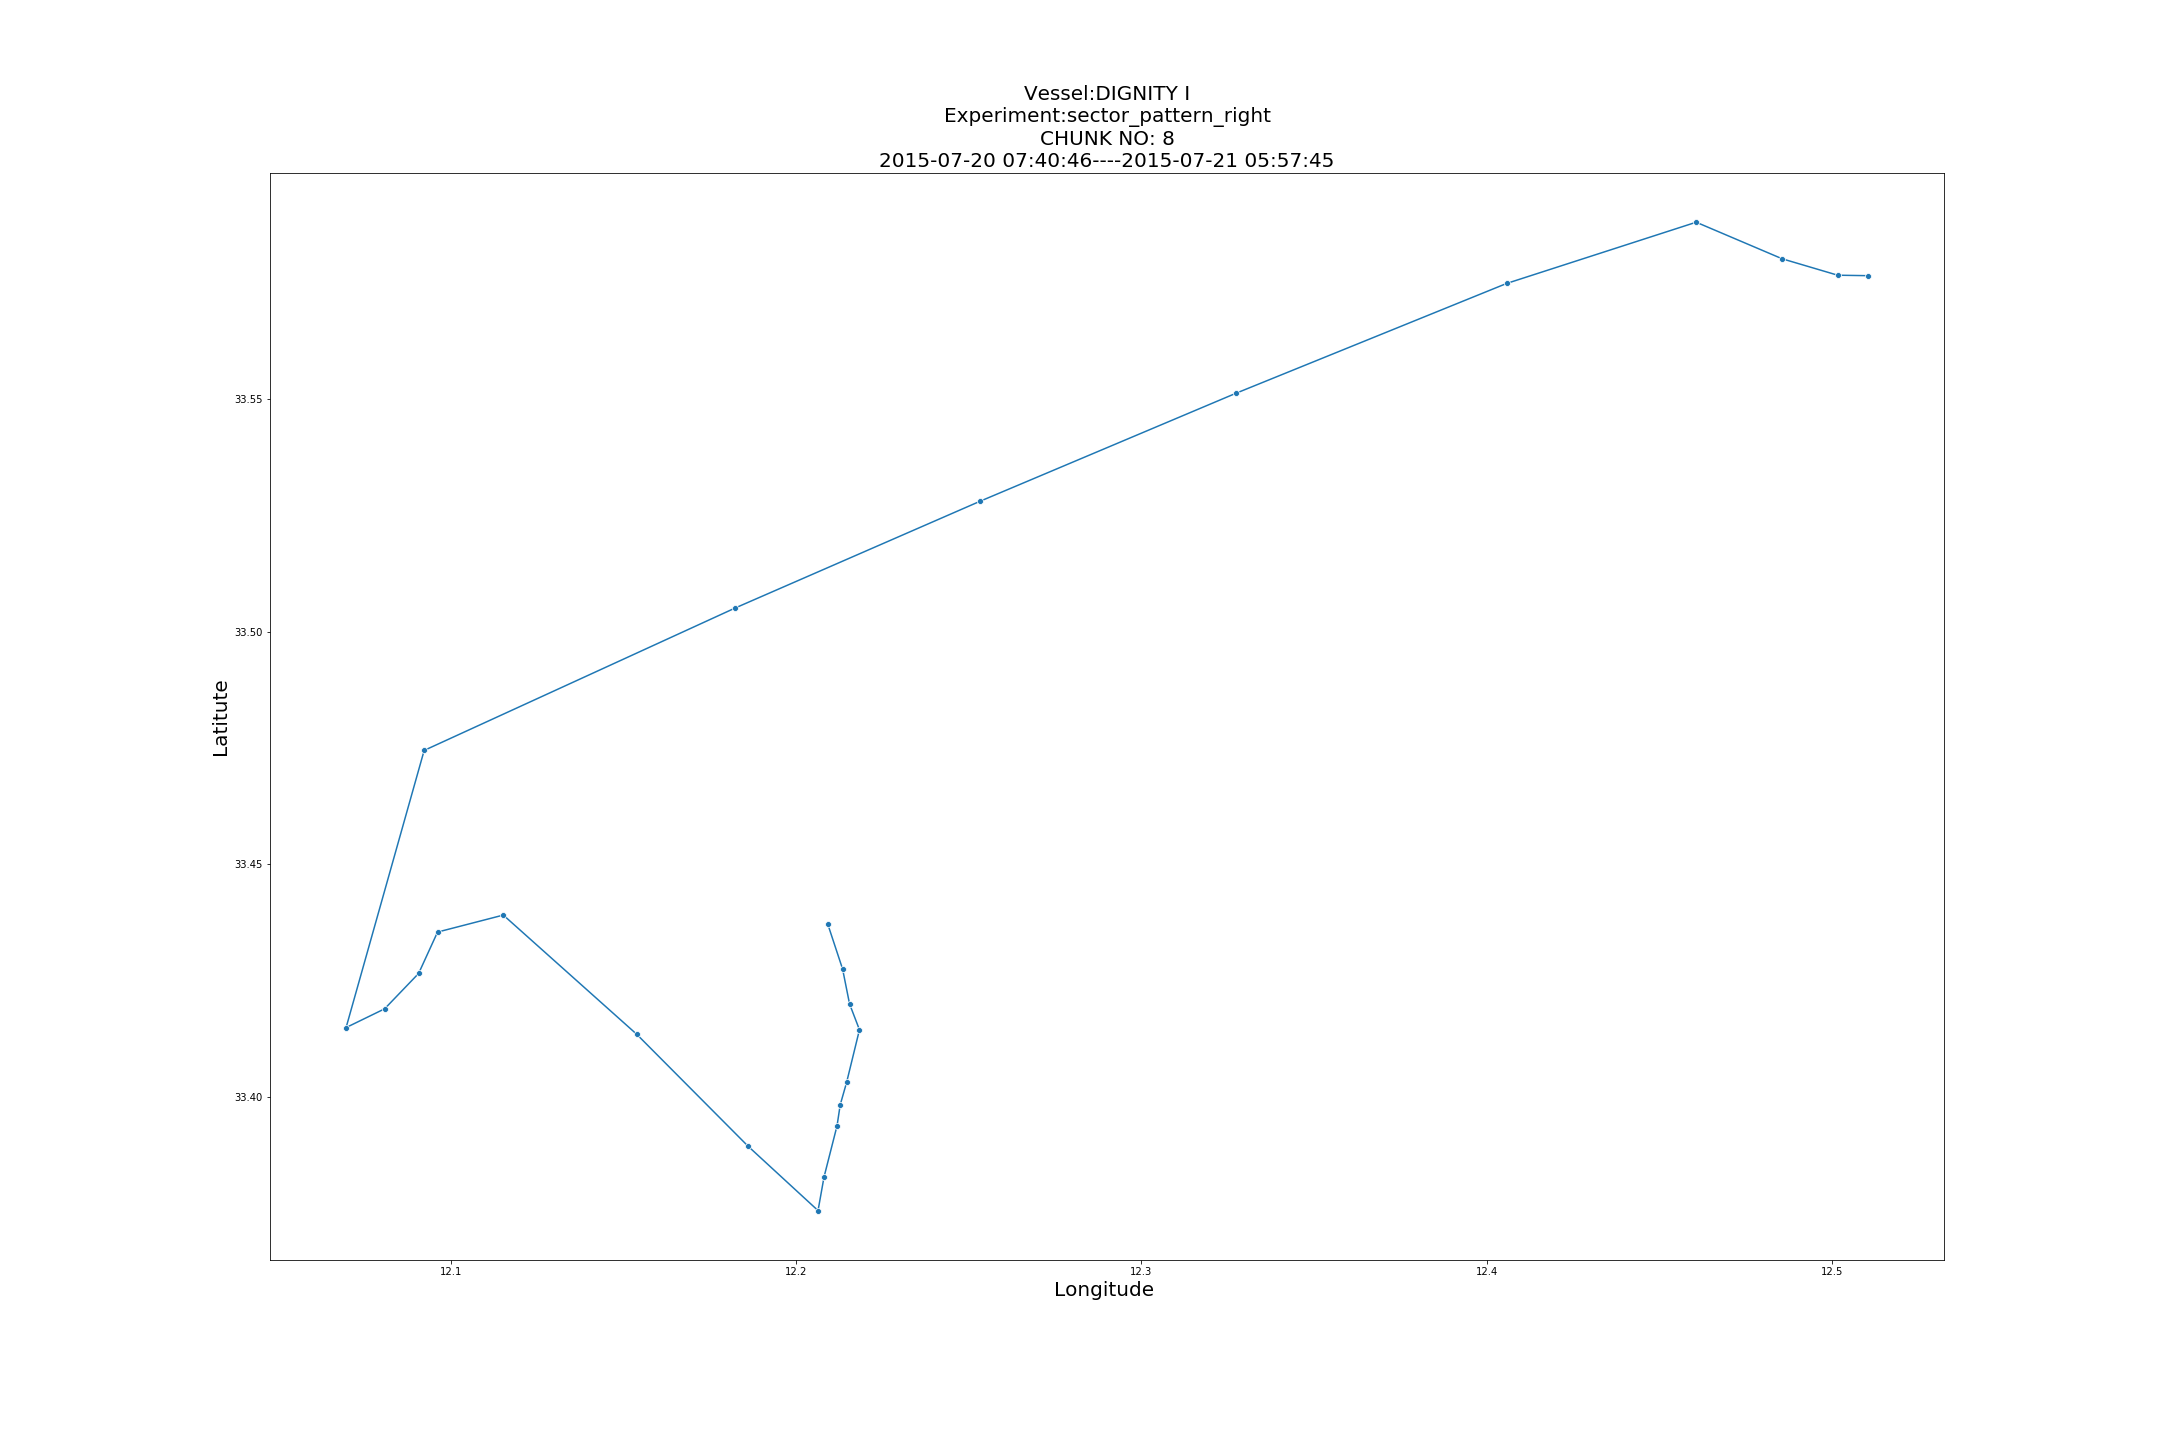 Vessel:DIGNITY I
Experiment:sector_pattern_right
CHUNK NO: 8
2015-07-20 07:40:46----2015-07-21 05:57:45
33.55
33.50
33.45
33.40
Latitute
12.1
12.2
12.3
12.4
12.5
Longitude